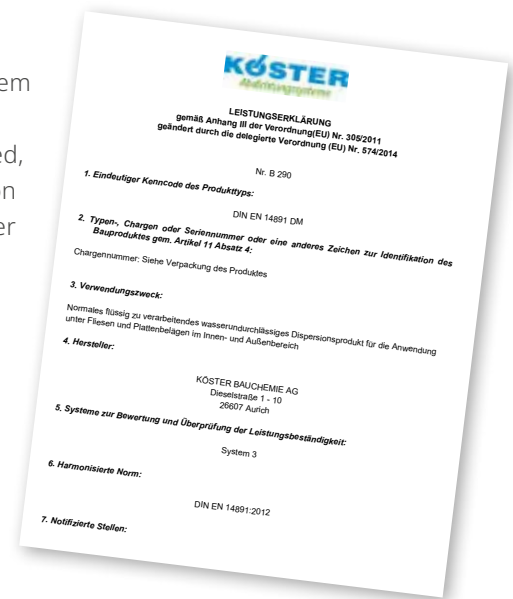 em
ed,
on
er
KÖSTER
Abdichtungssysteme
LEISTUNGSERKLÄRUNG
gemäß Anhang III der Verordnung(EU) Nr. 305/2011
geändert durch die delegierte Verordnung (EU) Nr. 574/2014
Nr. B 290
1. Eindeutiger Kenncode des Produkttyps:
DIN EN 14891 DM
2. Typen-, Chargen oder Seriennummer oder eine anderes Zeichen zur Identifikation des
Bauproduktes gem. Artikel 11 Absatz 4:
Chargennummer: Siehe Verpackung des Produktes
3. Verwendungszweck:
Normales flüssig zu verarbeitendes wasserundurchlässiges Dispersionsprodukt für die Anwendung
unter Fliesen und Plattenbelägen im Innen- und Außenbereich
4. Hersteller:
KÖSTER BAUCHEMIE AG
Dieselstraße 1 - 10
26607 Aurich
5. Systeme zur Bewertung und Überprüfung der Leistungsbeständigkeit:
System 3
6. Harmonisierte Norm:
DIN EN 14891:2012
7. Notifizierte Stellen: